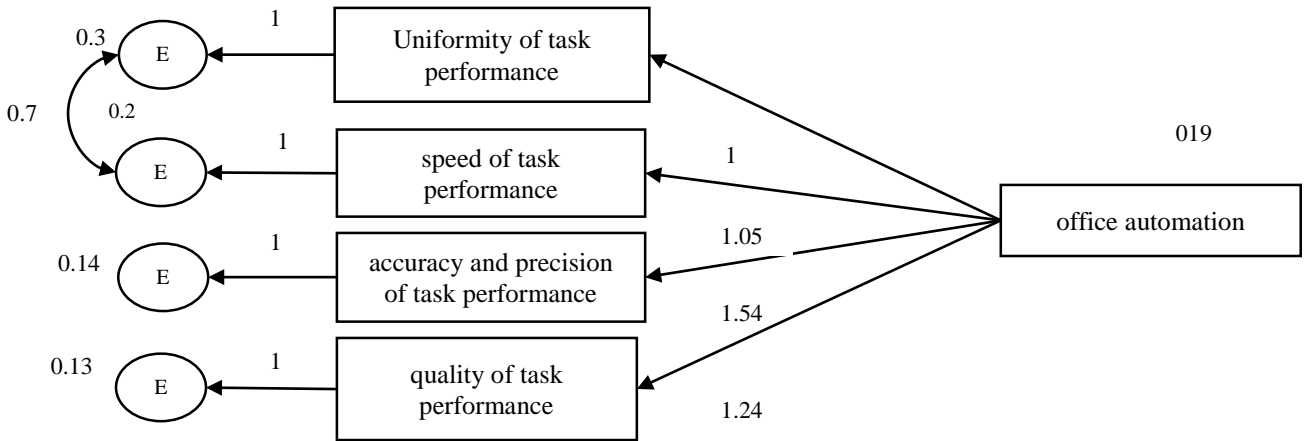 0.3
E
1
Uniformity of task
performance
0.7
0.2
019
E
1
speed of task
performance
1
office automation
0.14
E
1
accuracy and precision
of task performance
1.05
1.54
0.13
E
1
quality of task
performance
1.24